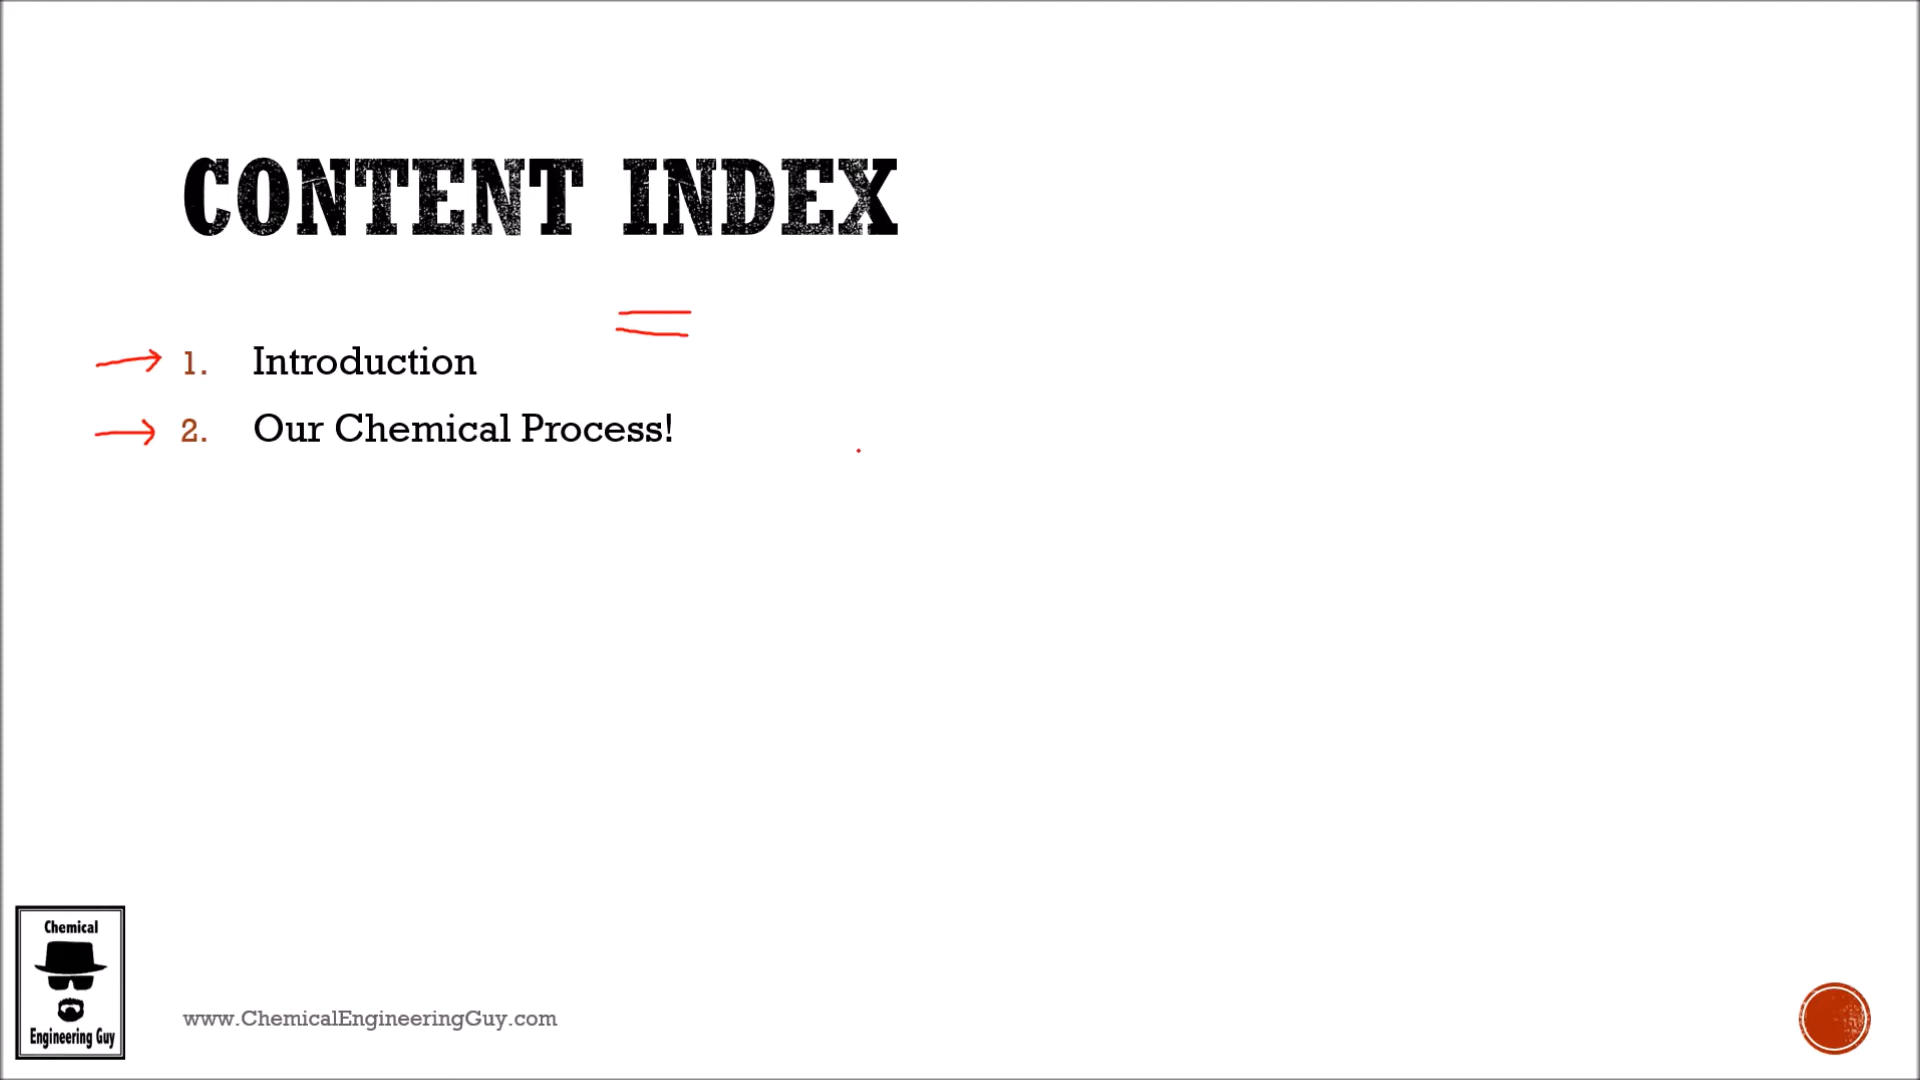 CONTENT INDEX
1. Introduction
2. Our Chemical Process!
Chemical
Engineering Guy
www.ChemicalEngineeringGuy.com